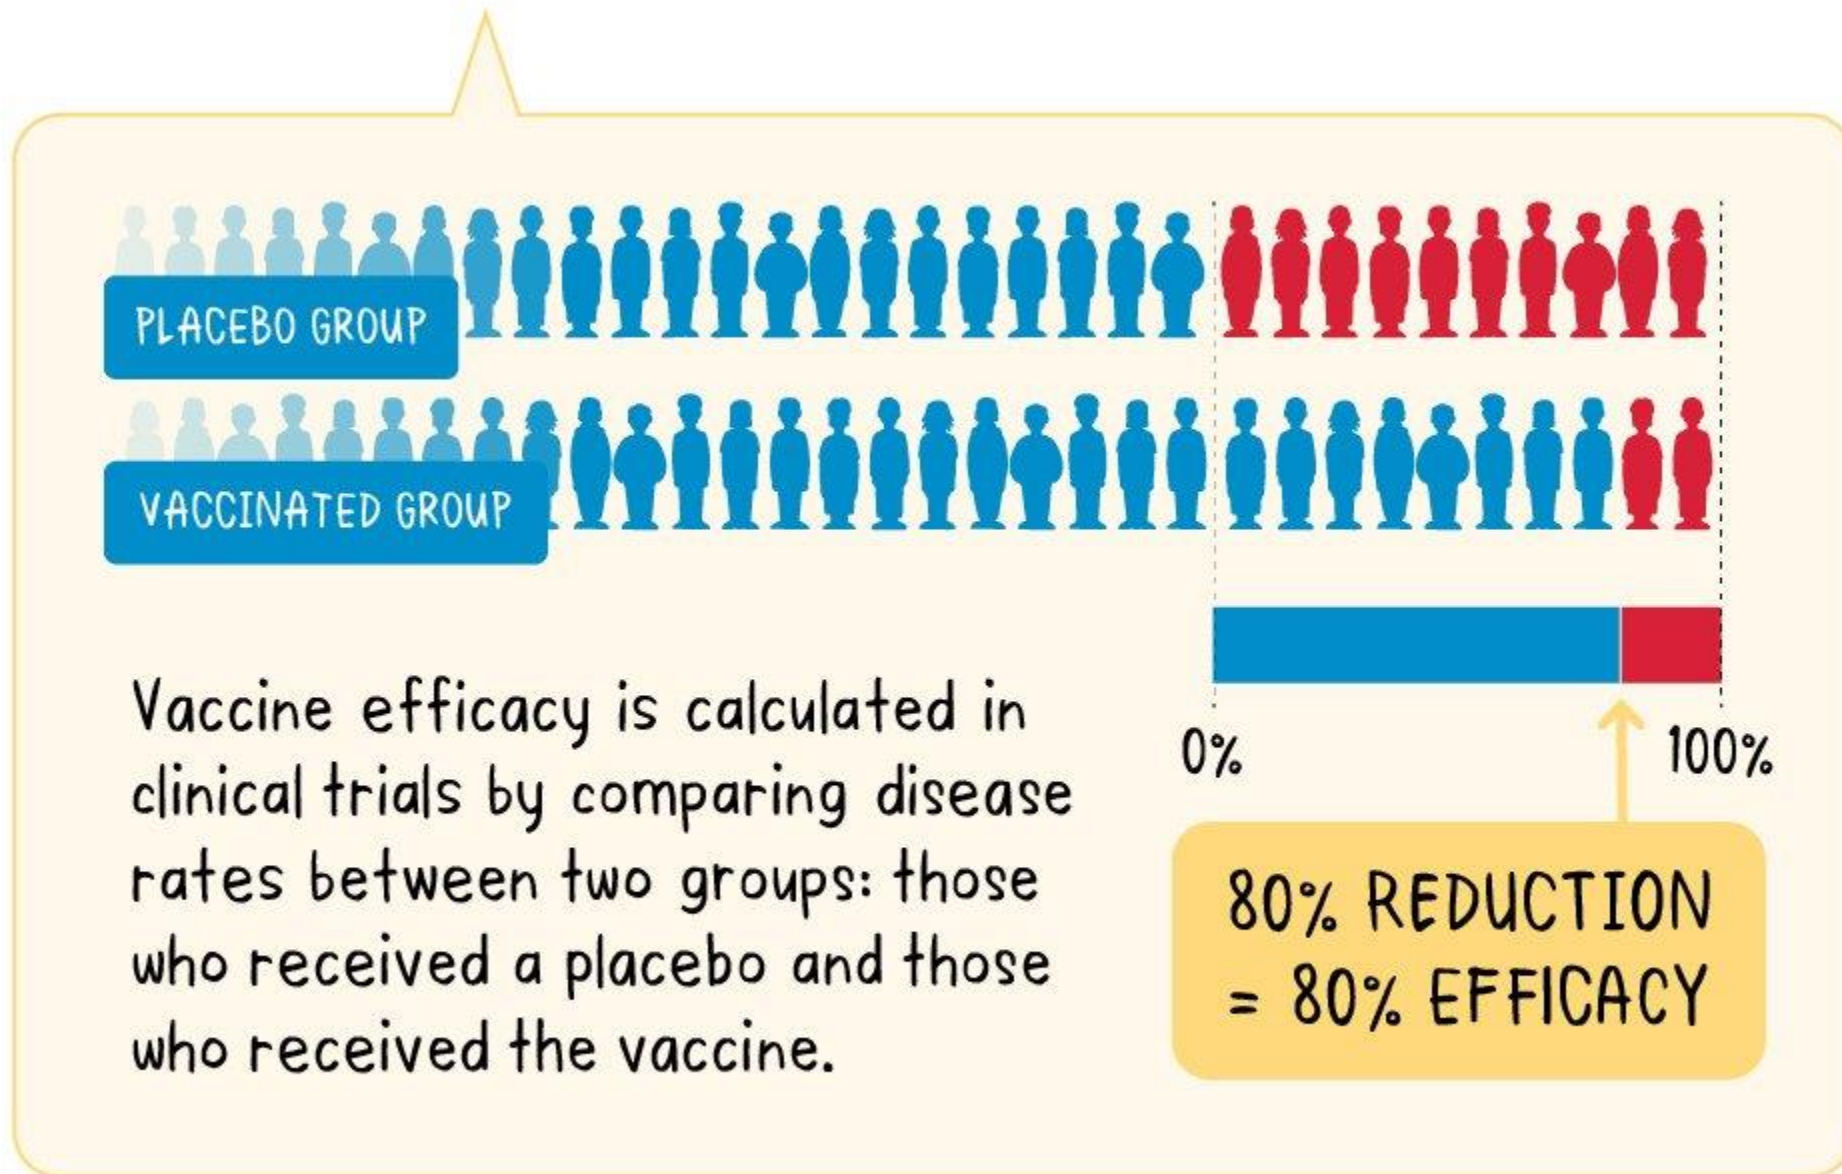 PLACEBO GROUP
VACCINATED GROUP
Vaccine efficacy is calculated in
clinical trials by comparing disease
rates between two groups: those
who received a placebo and those
who received the vaccine.
0%
100%
80% REDUCTION
= 80% EFFICACY